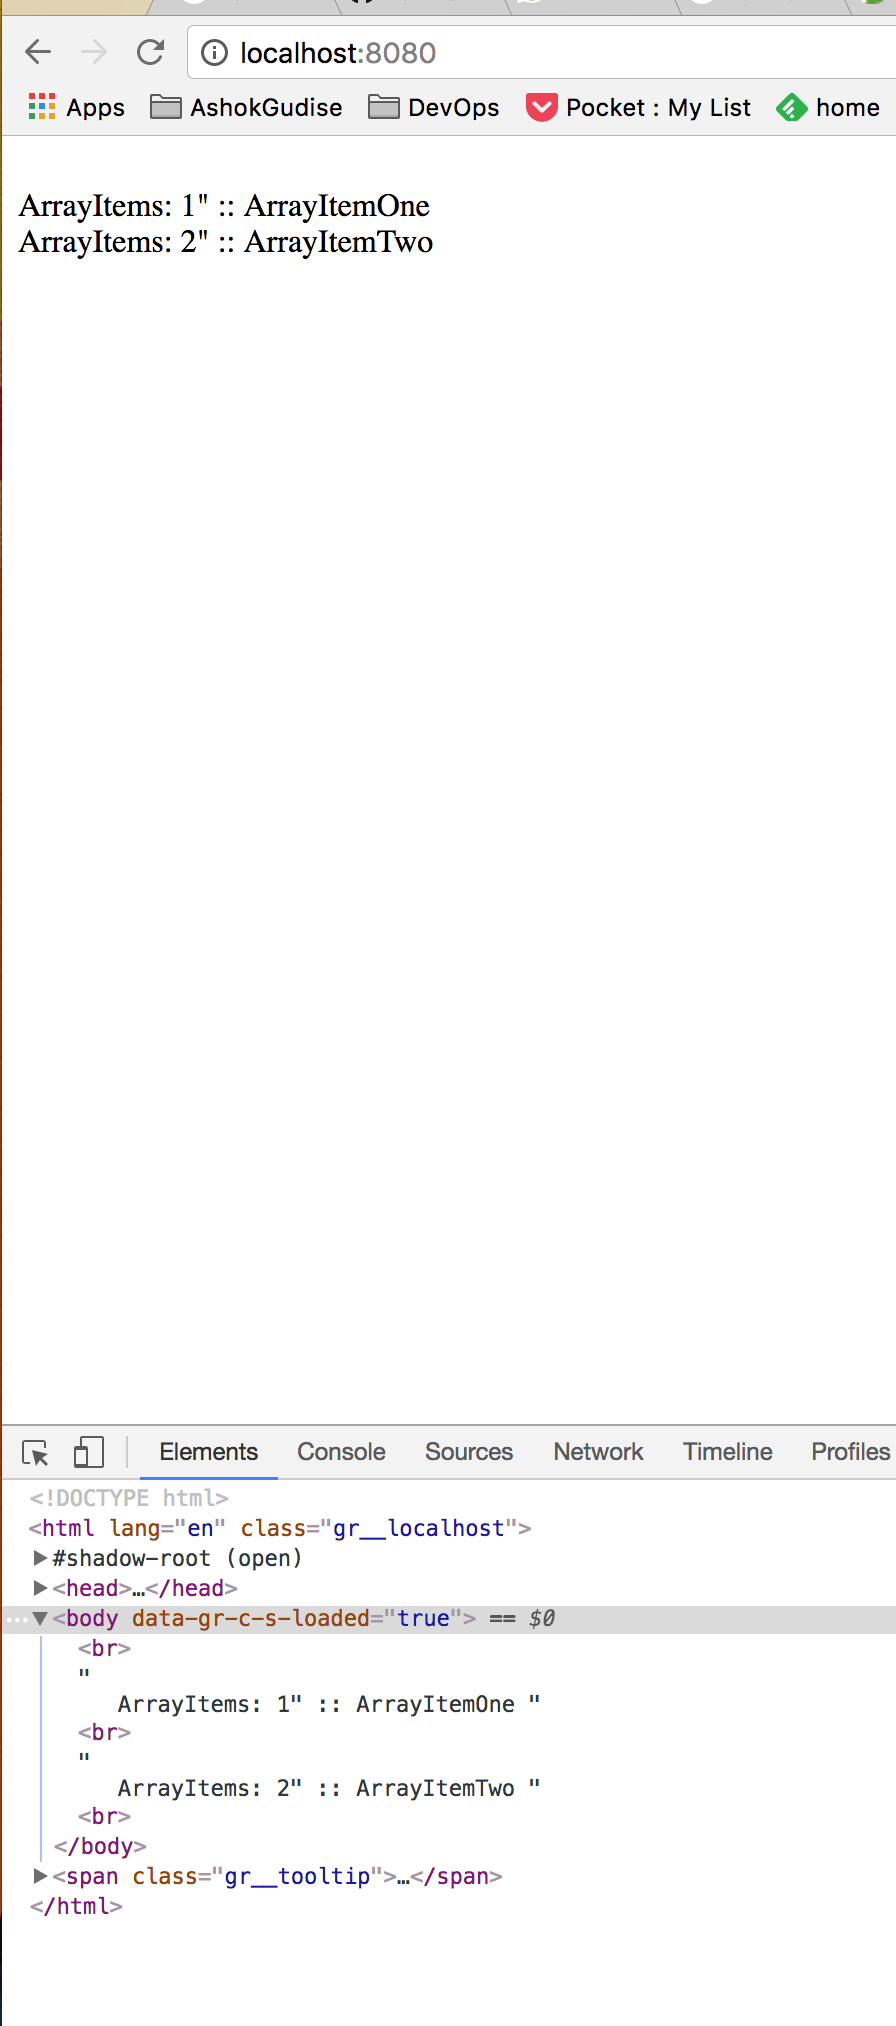 localhost:8080
Apps AshokGudise DevOps Pocket : My List home
ArrayItems: 1" :: ArrayItemOne
ArrayItems: 2" :: ArrayItemTwo
Elements Console Sources Network Timeline Profiles
<!DOCTYPE html>
<html lang="en" class="gr__localhost">
▶#shadow-root (open)
▶<head>…</head>
…▼<body data-gr-c-s-loaded="true"> == $0
<br>
"
ArrayItems: 1" :: ArrayItemOne "
<br>
"
ArrayItems: 2" :: ArrayItemTwo "
<br>
</body>
▶<span class="gr__tooltip">…</span>
</html>